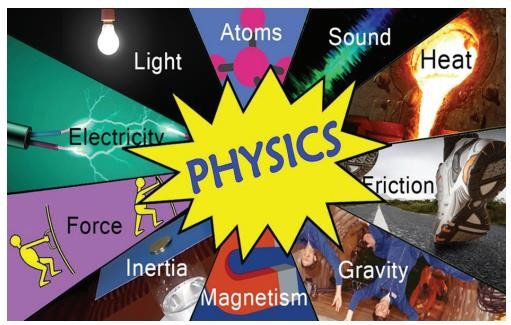 Atoms
Sound
Light
Heat
Electricity
PHYSICS
Friction
Force
Inertia
Gravity
Magnetism